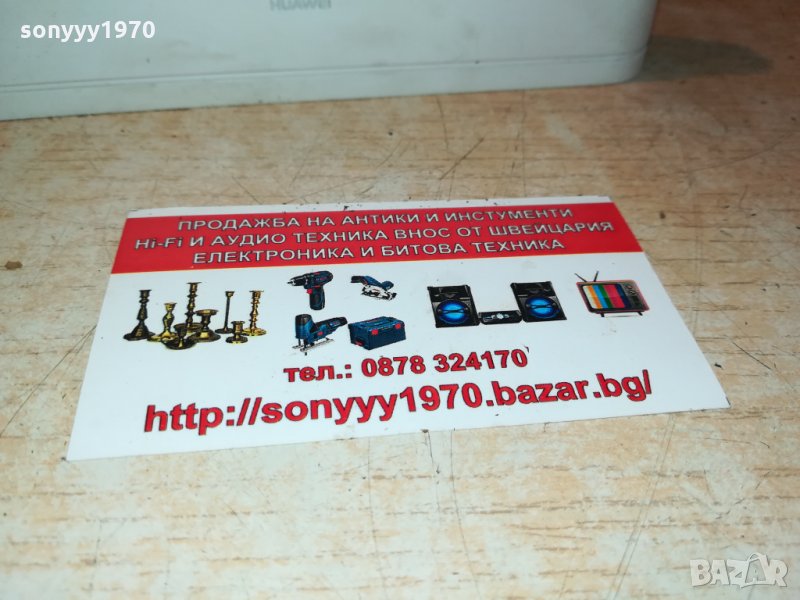 HUAWEI
sonyyy1970
ПРОДАЖБА НА АНТИКИ И ИНСТУМЕНТИ
Hi-Fi И АУДИО ТЕХНИКА ВНОС ОТ ШВЕЙЦАРИЯ
ЕЛЕКТРОНИКА И БИТОВА ТЕХНИКА
тел.: 0878 324170
http://sonyyy1970.bazar.bg/
BAZAR